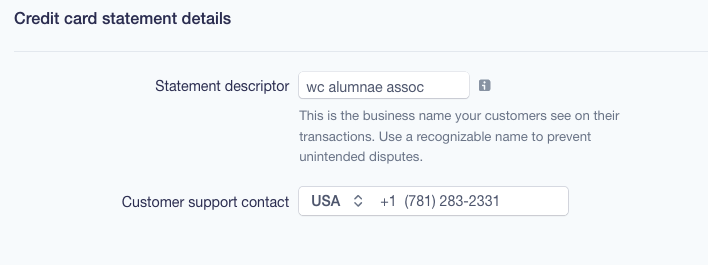 Credit card statement details
Statement descriptor wc alumnae assoc
This is the business name your customers see on their
transactions. Use a recognizable name to prevent
unintended disputes.
Customer support contact USA +1 (781) 283-2331